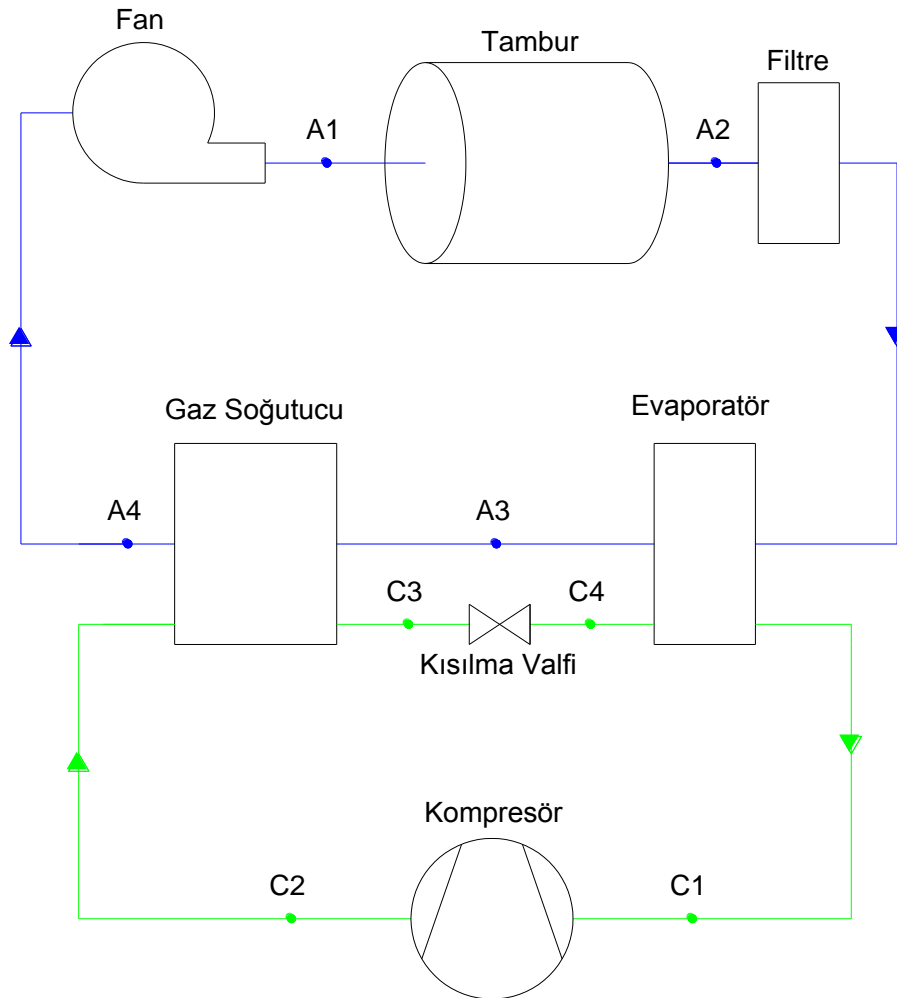 Fan
Tambur
Filtre
A1
A2
Gaz Soğutucu
Evaporatör
A4
A3
C3
C4
Kısılma Valfi
Kompresör
C2
C1